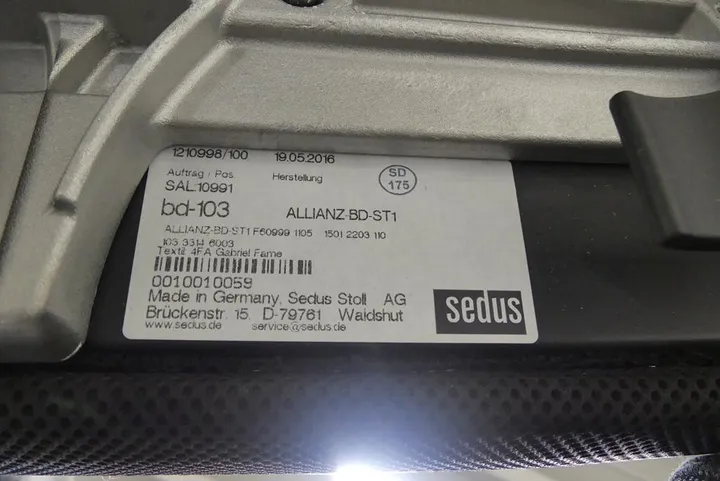 1210998/100 19.05.2016
Auftrag / Pos Herstellung
SD
175
SAL:10991
bd-103 ALLIANZ-BD-ST1
ALLIANZ-BD-ST1 F60999 1105 1501 2203 110
103 3314 6003
Textil: 4FA Gabriel Fame
0010010059
Made in Germany, Sedus Stoll AG
Brückenstr. 15, D-79761 Waldshut
www.sedus.de service@sedus.de
sedus